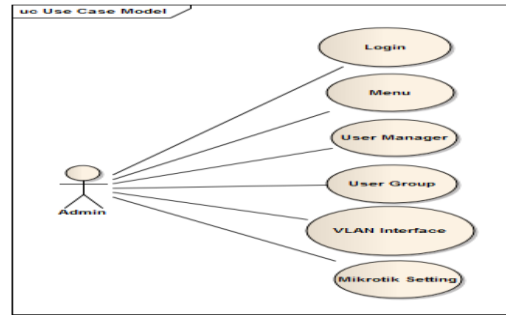 uc Use Case Model
Login
Menu
User Manager
User Group
VLAN Interface
Mikrotik Setting
Admin